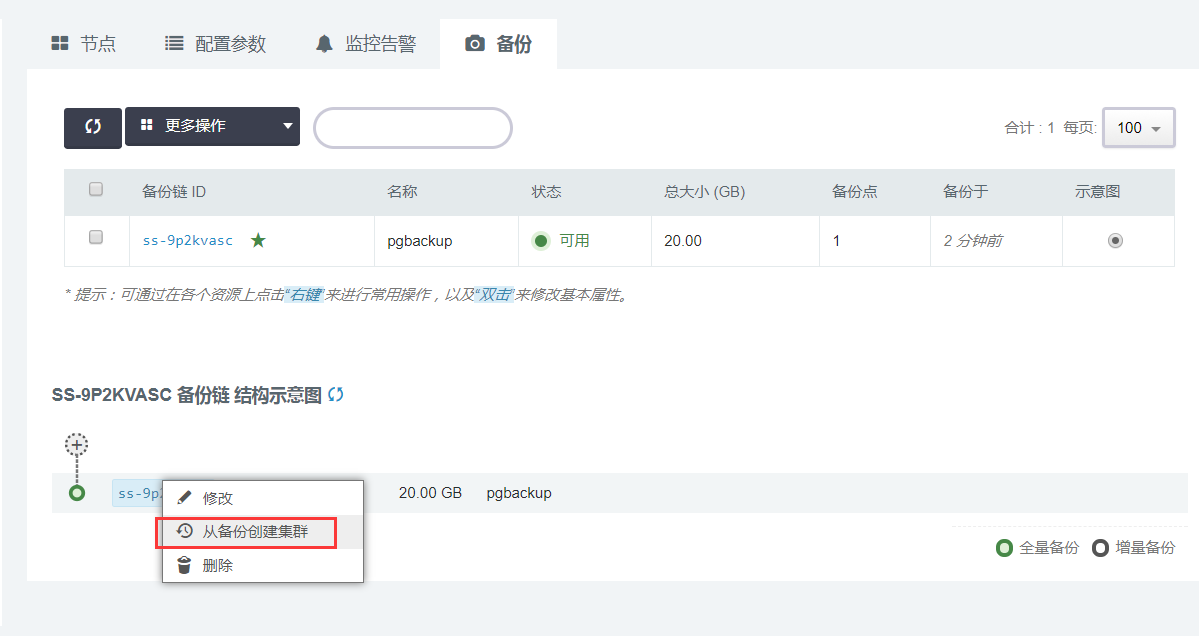 节点 配置参数 监控告警 备份
更多操作 合计：1 每页: 100
备份链 ID 名称 状态 总大小 (GB) 备份点 备份于 示意图
ss-9p2kvasc pgbackup 可用 20.00 1 2 分钟前
* 提示：可通过在各个资源上点击“右键”来进行常用操作，以及“双击”来修改基本属性。
SS-9P2KVASC 备份链 结构示意图
ss-9p 20.00 GB pgbackup
修改
从备份创建集群
删除
全量备份 增量备份